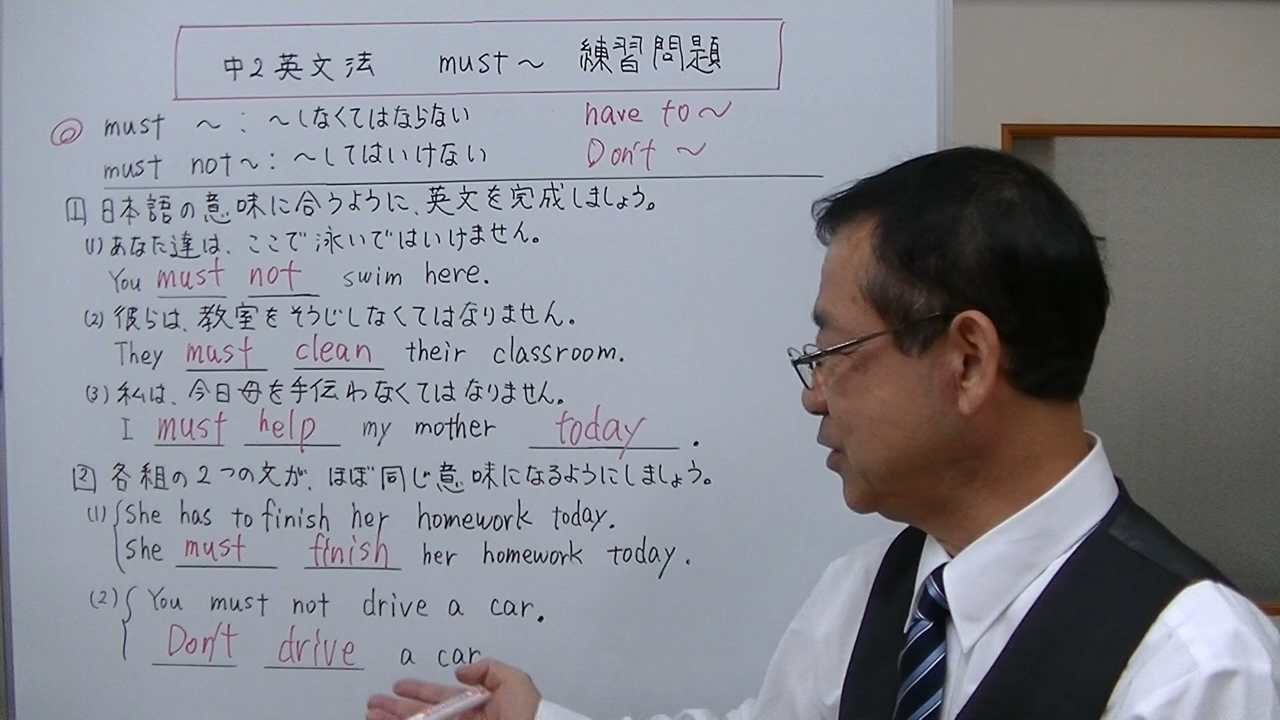 中2英文法 must～ 練習問題
◎ must ～ : ～しなくてはならない have to～
must not～ : ～してはいけない Don't ～
1 日本語の意味に合うように、英文を完成しましょう。
(1) あなた達は、ここで泳いではいけません。
You must not swim here.
(2) 彼らは、教室をそうじしなくてはなりません。
They must clean their classroom.
(3) 私は、今日母を手伝わなくてはなりません。
I must help my mother today.
2 各組の2つの文が、ほぼ同じ意味になるようにしましょう。
(1) She has to finish her homework today.
She must finish her homework today.
(2) You must not drive a car.
Don't drive a car